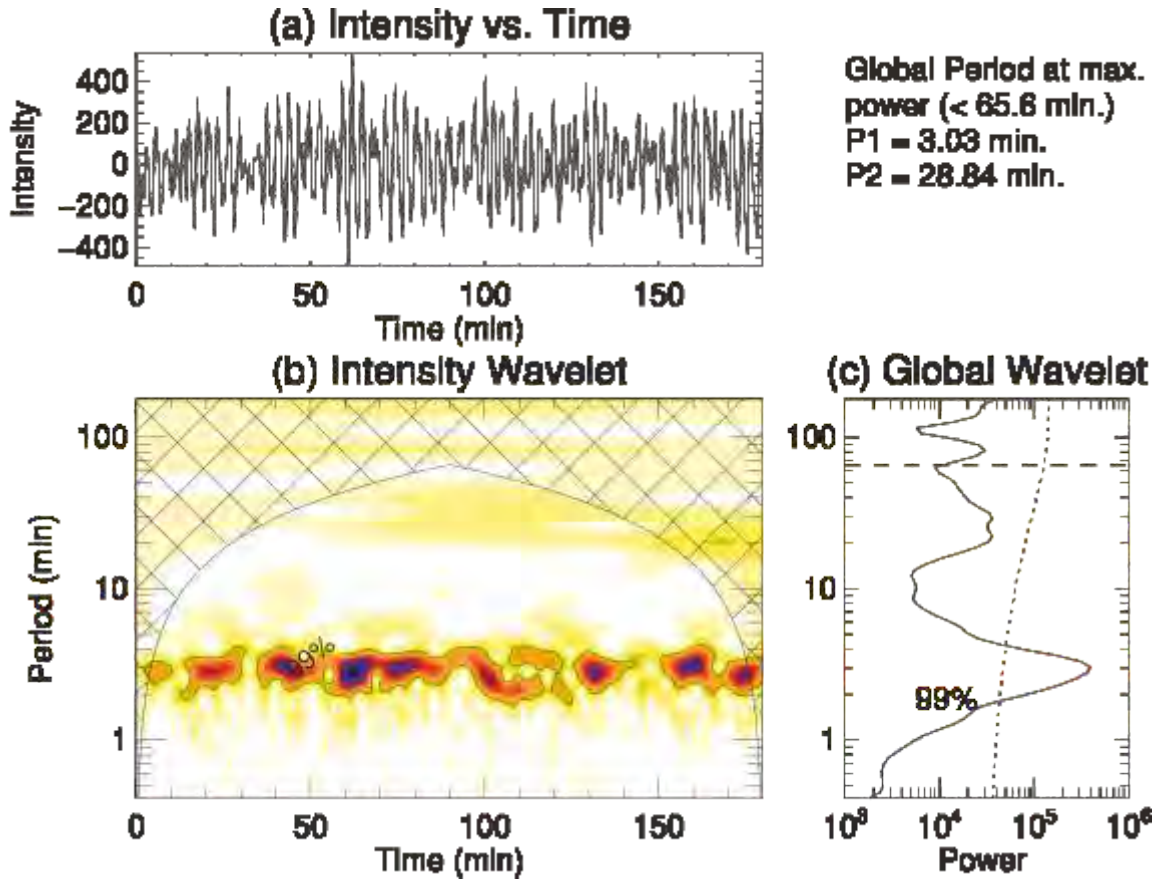 (a) Intensity vs. Time
400
200
0
−200
−400
Intensity
0 50 100 150
Time (min)
Global Period at max.
power (< 65.6 min.)
P1 = 3.03 min.
P2 = 28.84 min.
(b) Intensity Wavelet
100
10
1
Period (min)
99%
0 50 100 150
Time (min)
(c) Global Wavelet
100
10
1
99%
10³ 10⁴ 10⁵ 10⁶
Power